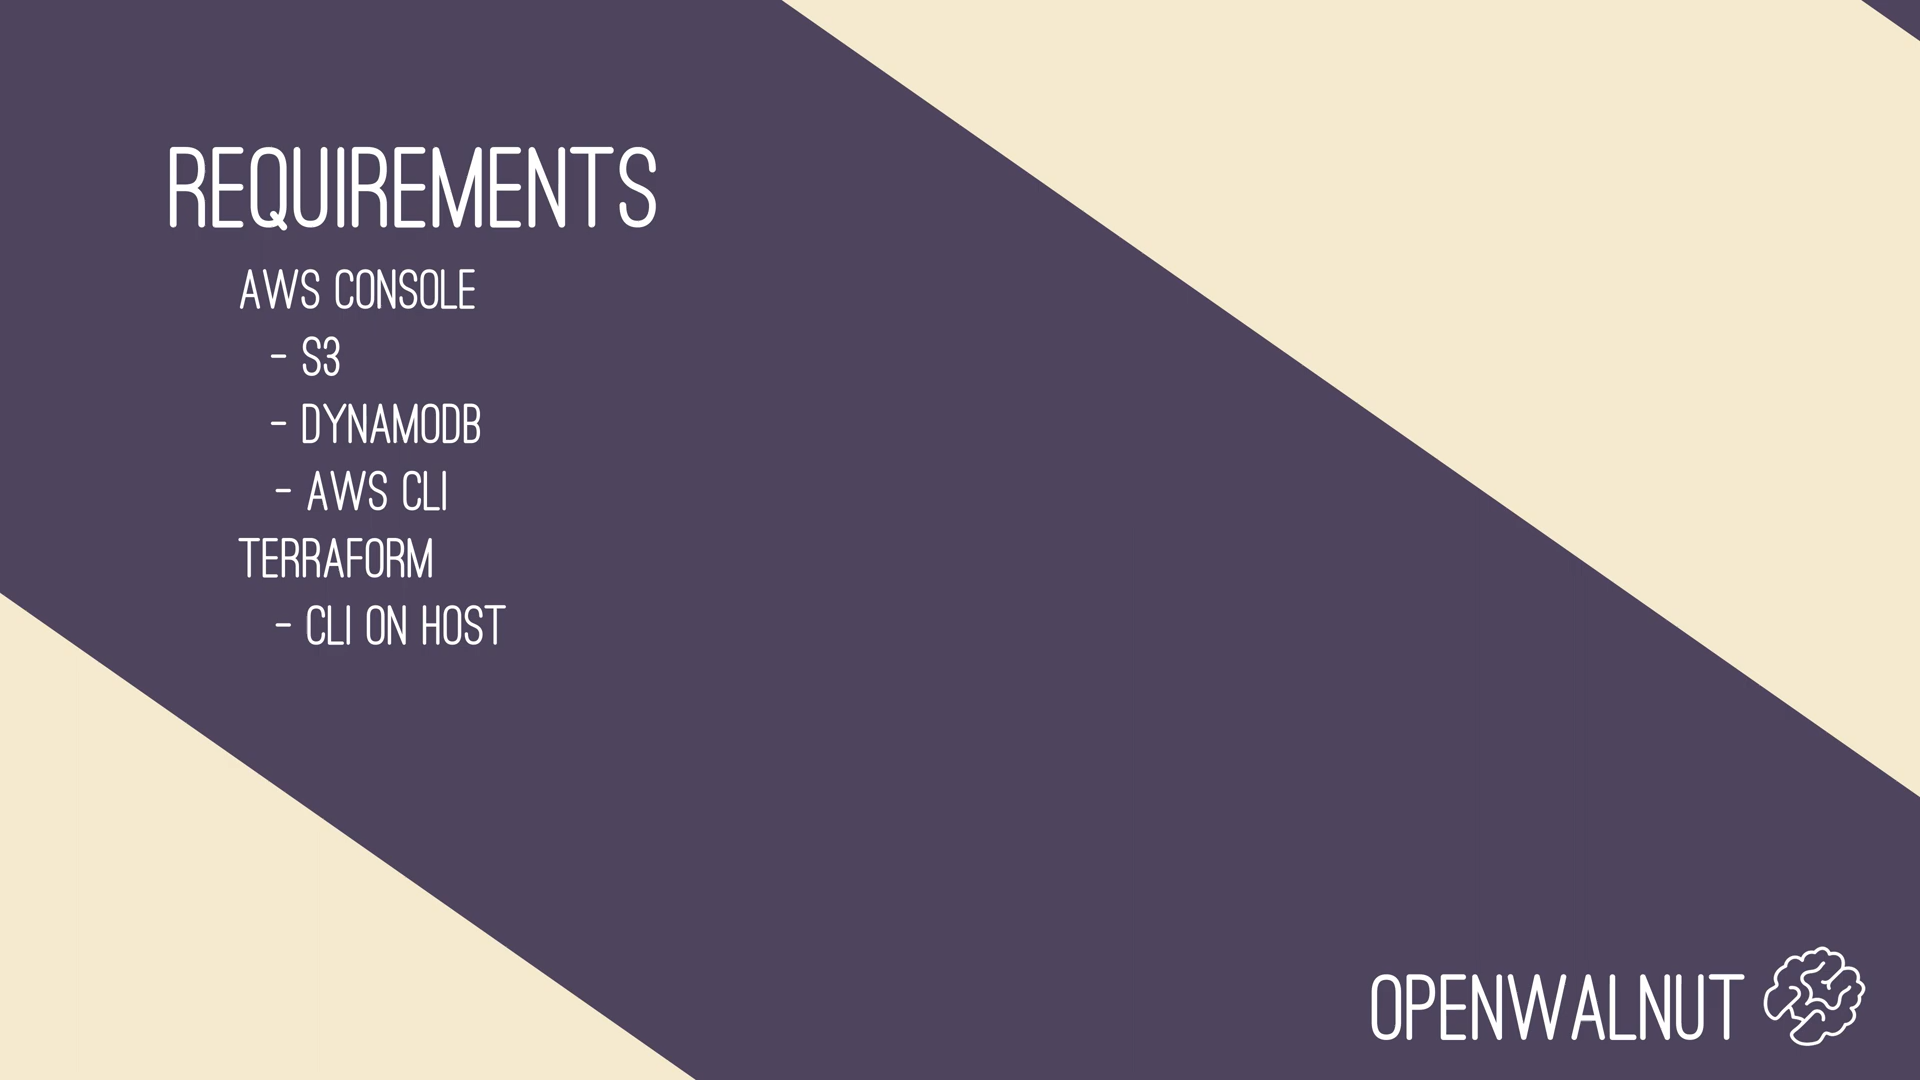 REQUIREMENTS
AWS CONSOLE
- S3
- DYNAMODB
- AWS CLI
TERRAFORM
- CLI ON HOST
OPENWALNUT